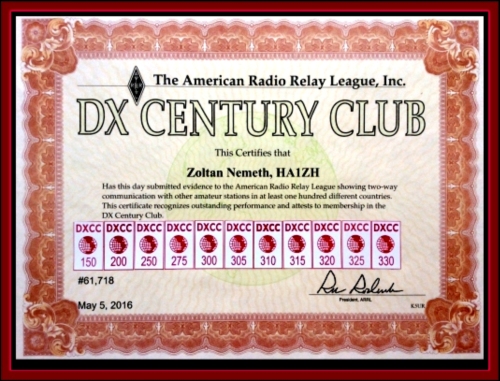 The American Radio Relay League, Inc.
DX CENTURY CLUB
This Certifies that
Zoltan Nemeth, HA1ZH
Has this day submitted evidence to the American Radio Relay League showing two-way
communication with other amateur stations in at least one hundred different countries.
This certificate recognizes outstanding performance and attests to membership in the
DX Century Club.
DXCC DXCC DXCC DXCC DXCC DXCC DXCC DXCC DXCC DXCC DXCC
150 200 250 275 300 305 310 315 320 325 330
#61,718
May 5, 2016
President, ARRL